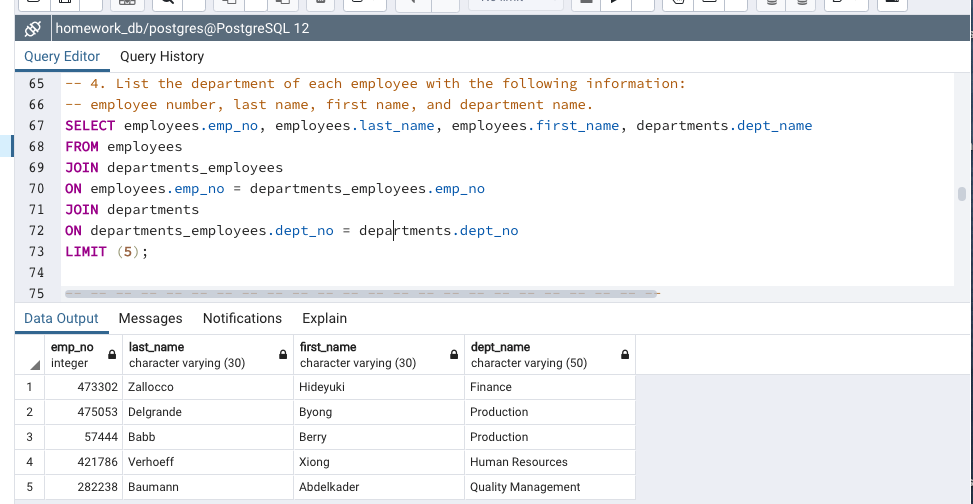 homework_db/postgres@PostgreSQL 12
Query Editor Query History
65 -- 4. List the department of each employee with the following information:
66 -- employee number, last name, first name, and department name.
67 SELECT employees.emp_no, employees.last_name, employees.first_name, departments.dept_name
68 FROM employees
69 JOIN departments_employees
70 ON employees.emp_no = departments_employees.emp_no
71 JOIN departments
72 ON departments_employees.dept_no = departments.dept_no
73 LIMIT (5);
74
75
Data Output Messages Notifications Explain
emp_no last_name first_name dept_name
integer character varying (30) character varying (30) character varying (50)
1 473302 Zallocco Hideyuki Finance
2 475053 Delgrande Byong Production
3 57444 Babb Berry Production
4 421786 Verhoeff Xiong Human Resources
5 282238 Baumann Abdelkader Quality Management